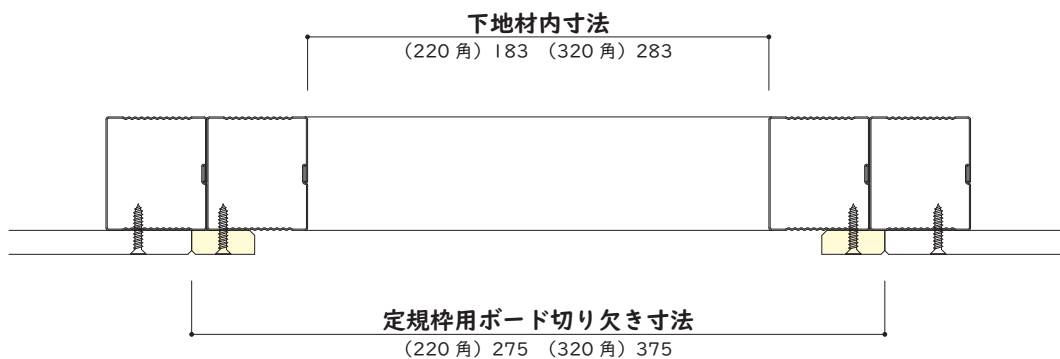 下地材内寸法
（220 角）183 （320 角）283
定規枠用ボード切り欠き寸法
（220 角）275 （320 角）375